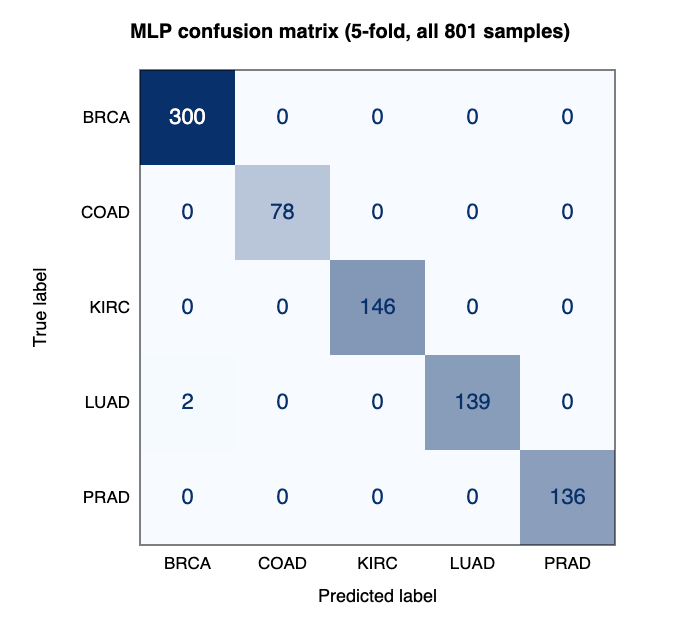 MLP confusion matrix (5-fold, all 801 samples)
BRCA 300 0 0 0 0
COAD 0 78 0 0 0
KIRC 0 0 146 0 0
LUAD 2 0 0 139 0
PRAD 0 0 0 0 136
BRCA COAD KIRC LUAD PRAD
Predicted label
True label